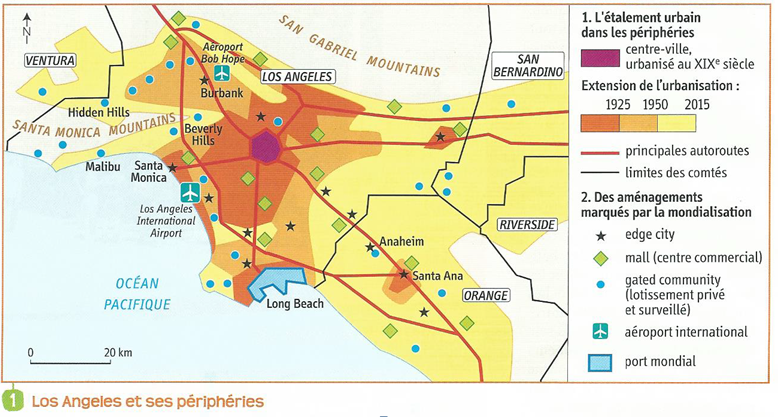 N
SAN GABRIEL MOUNTAINS
VENTURA
Aéroport
Bob Hope
LOS ANGELES
SAN
BERNARDINO
Burbank
Hidden Hills
SANTA MONICA MOUNTAINS
Beverly
Hills
Malibu
Santa
Monica
Los Angeles
International
Airport
RIVERSIDE
Anaheim
OCÉAN
PACIFIQUE
Santa Ana
Long Beach
ORANGE
0
20 km
1. L'étalement urbain
dans les périphéries
centre-ville,
urbanisé au XIXe siècle
Extension de l'urbanisation :
1925 1950 2015
principales autoroutes
limites des comtés
2. Des aménagements
marqués par la mondialisation
edge city
mall (centre commercial)
gated community
(lotissement privé
et surveillé)
aéroport international
port mondial
1 Los Angeles et ses périphéries